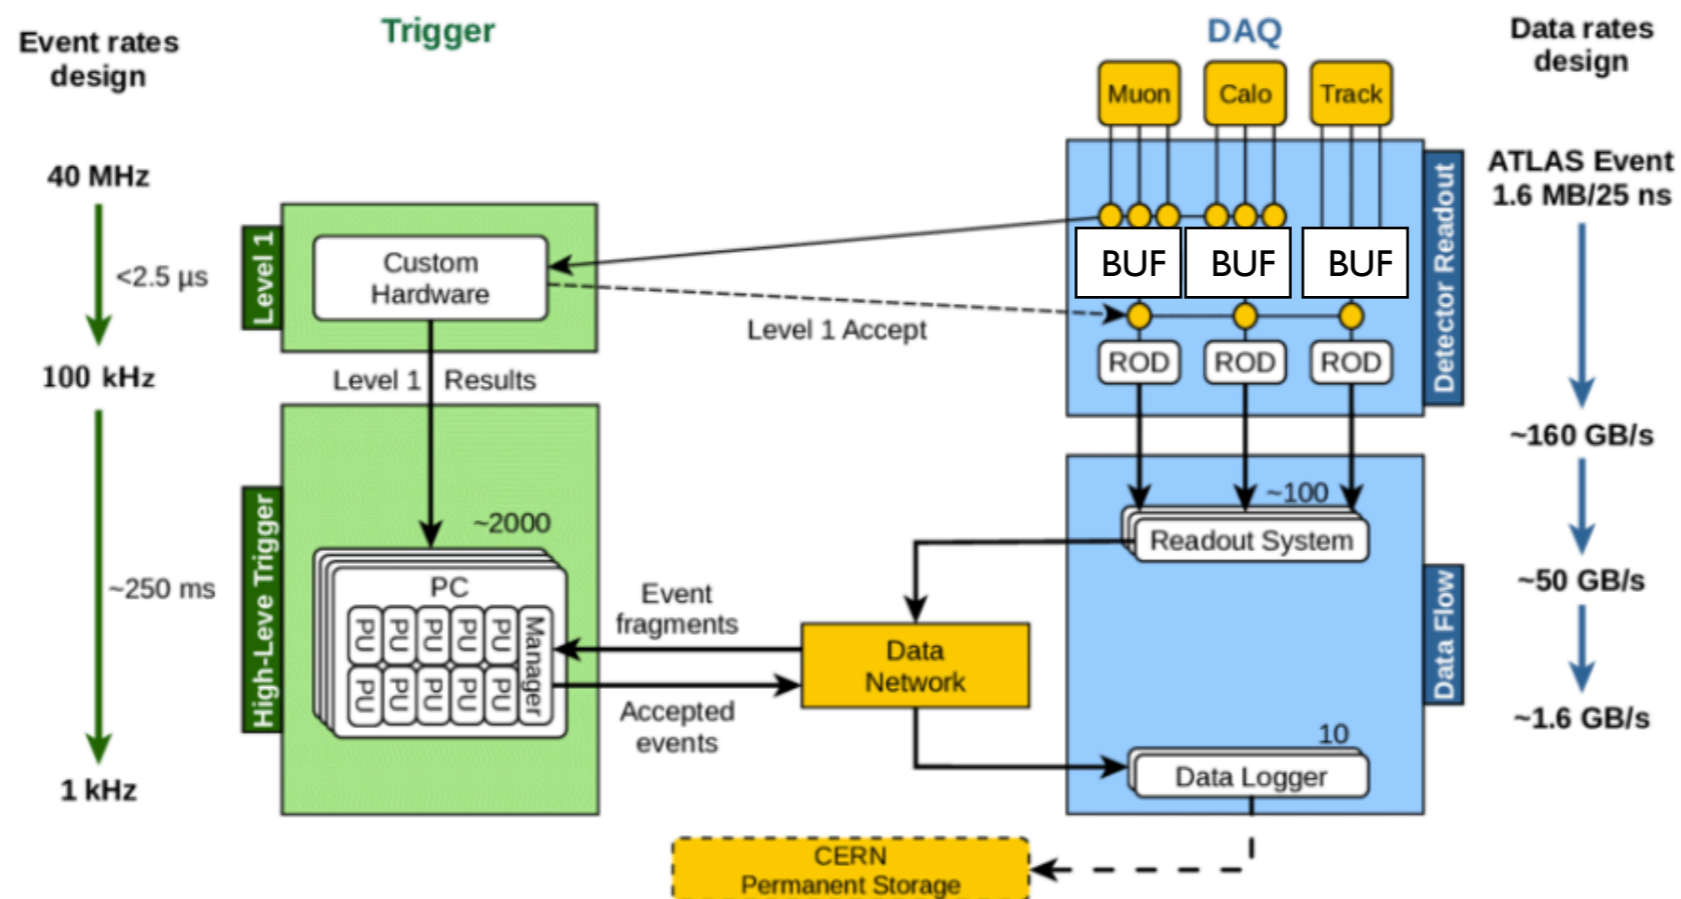 Event rates
design
Trigger
DAQ
Data rates
design
Muon
Calo
Track
40 MHz
ATLAS Event
1.6 MB/25 ns
Level 1
<2.5 µs
Custom
Hardware
BUF
BUF
BUF
Detector Readout
Level 1 Accept
ROD
ROD
ROD
100 kHz
Level 1 Results
~160 GB/s
~2000
~100
Readout System
High-Leve Trigger
~250 ms
PC
PU
PU
PU
PU
PU
Manager
PU
PU
PU
PU
PU
Event
fragments
Data
Network
Accepted
events
Data Flow
~50 GB/s
~1.6 GB/s
10
Data Logger
1 kHz
CERN
Permanent Storage